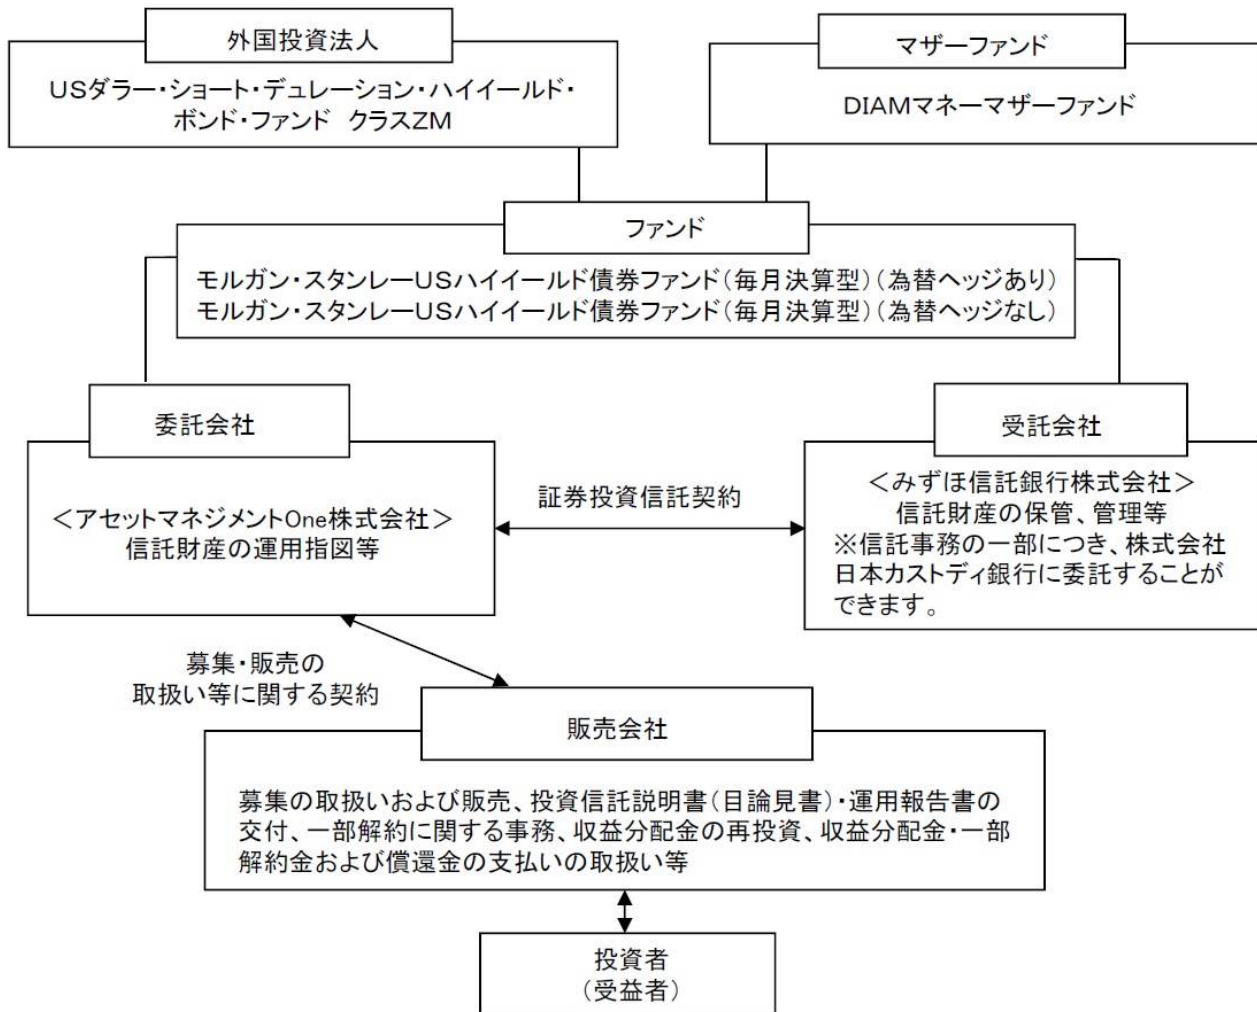 外国投資法人
USダラー・ショート・デュレーション・ハイイールド・
ボンド・ファンド クラスZM
マザーファンド
DIAMマネーマザーファンド
ファンド
モルガン・スタンレーUSハイイールド債券ファンド(毎月決算型)(為替ヘッジあり)
モルガン・スタンレーUSハイイールド債券ファンド(毎月決算型)(為替ヘッジなし)
委託会社
<アセットマネジメントOne株式会社>
信託財産の運用指図等
証券投資信託契約
受託会社
<みずほ信託銀行株式会社>
信託財産の保管、管理等
※信託事務の一部につき、株式会社
日本カストディ銀行に委託することが
できます。
募集・販売の
取扱い等に関する契約
販売会社
募集の取扱いおよび販売、投資信託説明書(目論見書)・運用報告書の
交付、一部解約に関する事務、収益分配金の再投資、収益分配金・一部
解約金および償還金の支払いの取扱い等
投資者
(受益者)